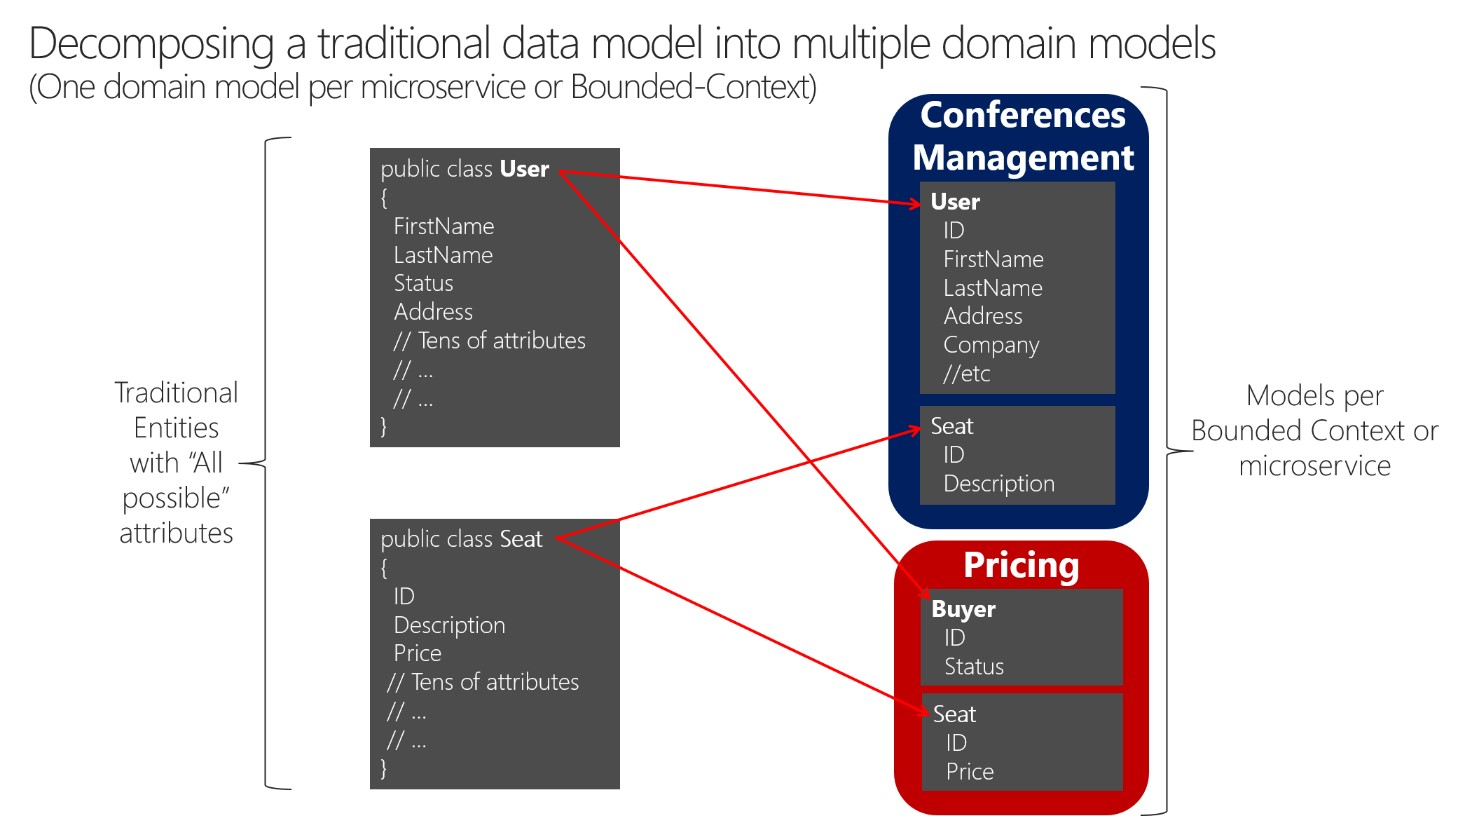 Decomposing a traditional data model into multiple domain models
(One domain model per microservice or Bounded-Context)
Traditional
Entities
with “All
possible”
attributes
public class User
{
FirstName
LastName
Status
Address
// Tens of attributes
// ...
// ...
}
public class Seat
{
ID
Description
Price
// Tens of attributes
// ...
// ...
}
Conferences
Management
User
ID
FirstName
LastName
Address
Company
//etc
Seat
ID
Description
Pricing
Buyer
ID
Status
Seat
ID
Price
Models per
Bounded Context or
microservice